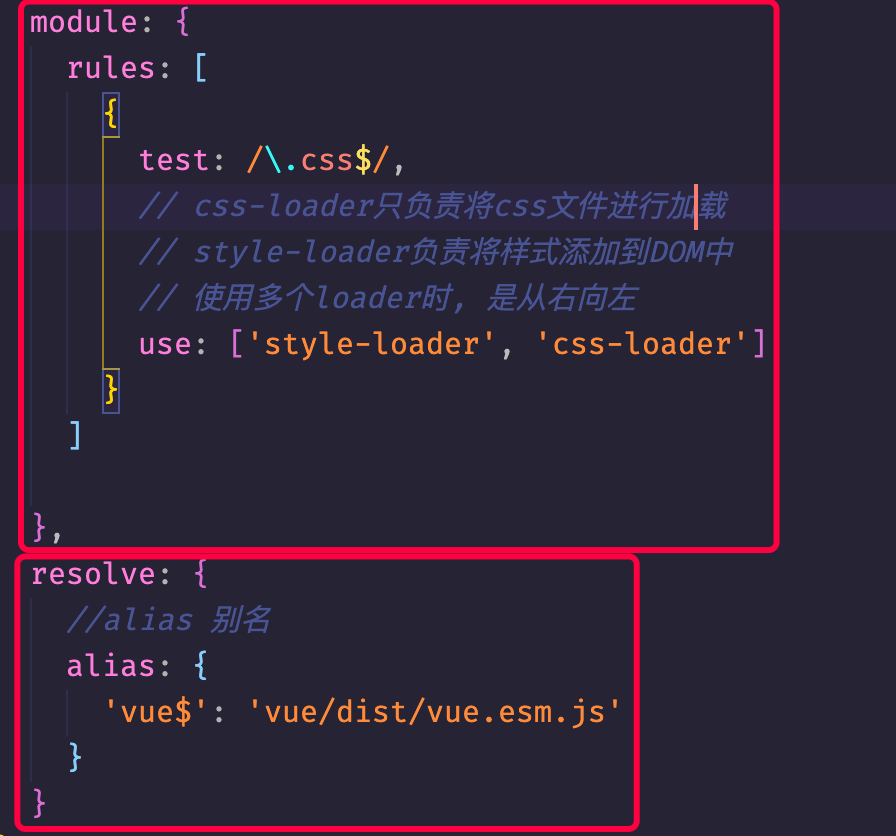 module: {
rules: [
{
test: /\.css$/,
// css-loader只负责将css文件进行加载
// style-loader负责将样式添加到DOM中
// 使用多个loader时, 是从右向左
use: ['style-loader', 'css-loader']
}
]
},
resolve: {
//alias 别名
alias: {
'vue$': 'vue/dist/vue.esm.js'
}
}